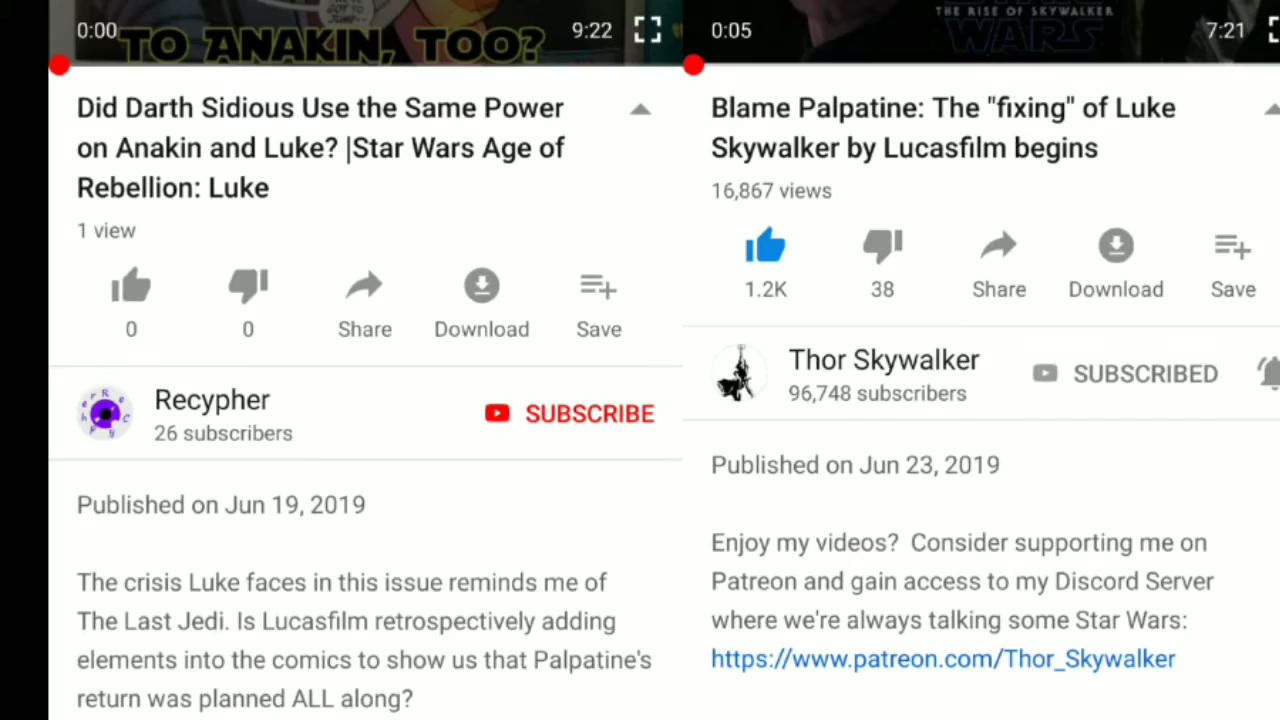 GOT TO
JUMP--
TO ANAKIN, TOO?
0:00
9:22
Did Darth Sidious Use the Same Power
on Anakin and Luke? |Star Wars Age of
Rebellion: Luke
1 view
0
0
Share
Download
Save
Recypher
26 subscribers
SUBSCRIBE
Published on Jun 19, 2019
The crisis Luke faces in this issue reminds me of
The Last Jedi. Is Lucasfilm retrospectively adding
elements into the comics to show us that Palpatine's
return was planned ALL along?
THE RISE OF SKYWALKER
WARS
0:05
7:21
Blame Palpatine: The "fixing" of Luke
Skywalker by Lucasfilm begins
16,867 views
1.2K
38
Share
Download
Save
Thor Skywalker
96,748 subscribers
SUBSCRIBED
Published on Jun 23, 2019
Enjoy my videos?  Consider supporting me on
Patreon and gain access to my Discord Server
where we're always talking some Star Wars:
https://www.patreon.com/Thor_Skywalker